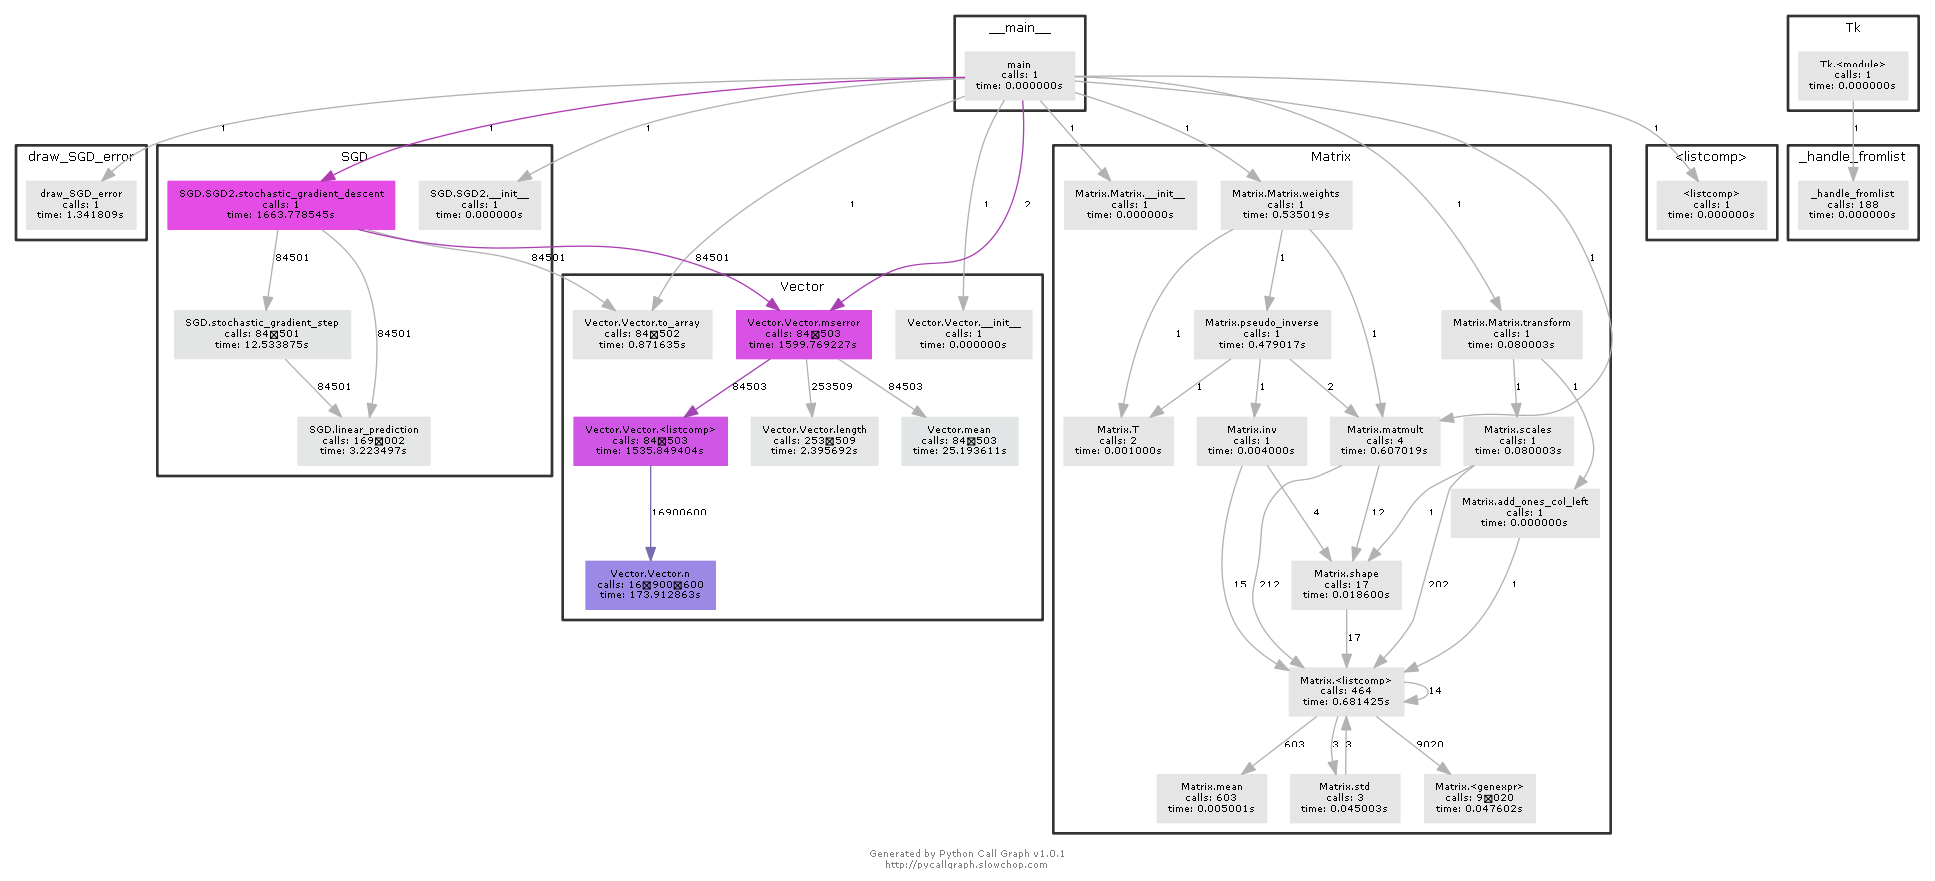 __main__
main
calls: 1
time: 0.000000s
Tk
Tk.<module>
calls: 1
time: 0.000000s
1
1
1
1
1
1
1
1
draw_SGD_error
draw_SGD_error
calls: 1
time: 1.341809s
SGD
SGD.SGD2.stochastic_gradient_descent
calls: 1
time: 1663.778545s
SGD.SGD2.__init__
calls: 1
time: 0.000000s
1
1
2
1
1
Matrix
Matrix.Matrix.__init__
calls: 1
time: 0.000000s
Matrix.Matrix.weights
calls: 1
time: 0.535019s
<listcomp>
<listcomp>
calls: 1
time: 0.000000s
_handle_fromlist
_handle_fromlist
calls: 188
time: 0.000000s
84501
84501
84501
84501
1
SGD.stochastic_gradient_step
calls: 84501
time: 12.533875s
84501
SGD.linear_prediction
calls: 169002
time: 3.223497s
Vector
Vector.Vector.to_array
calls: 84502
time: 0.871635s
Vector.Vector.mserror
calls: 84503
time: 1599.769227s
Vector.Vector.__init__
calls: 1
time: 0.000000s
84503
253509
84503
Vector.Vector.<listcomp>
calls: 84503
time: 1535.849404s
Vector.Vector.length
calls: 253509
time: 2.395692s
Vector.mean
calls: 84503
time: 25.193611s
16900600
Vector.Vector.n
calls: 16900600
time: 173.912863s
1
1
Matrix.pseudo_inverse
calls: 1
time: 0.479017s
Matrix.Matrix.transform
calls: 1
time: 0.080003s
1
1
2
1
1
Matrix.T
calls: 2
time: 0.001000s
Matrix.inv
calls: 1
time: 0.004000s
Matrix.matmult
calls: 4
time: 0.607019s
Matrix.scales
calls: 1
time: 0.080003s
Matrix.add_ones_col_left
calls: 1
time: 0.000000s
4
12
1
15
212
202
1
Matrix.shape
calls: 17
time: 0.018600s
17
Matrix.<listcomp>
calls: 464
time: 0.681425s
14
603
3
3
9020
Matrix.mean
calls: 603
time: 0.005001s
Matrix.std
calls: 3
time: 0.045003s
Matrix.<genexpr>
calls: 9020
time: 0.047602s
Generated by Python Call Graph v1.0.1
http://pycallgraph.slowchop.com